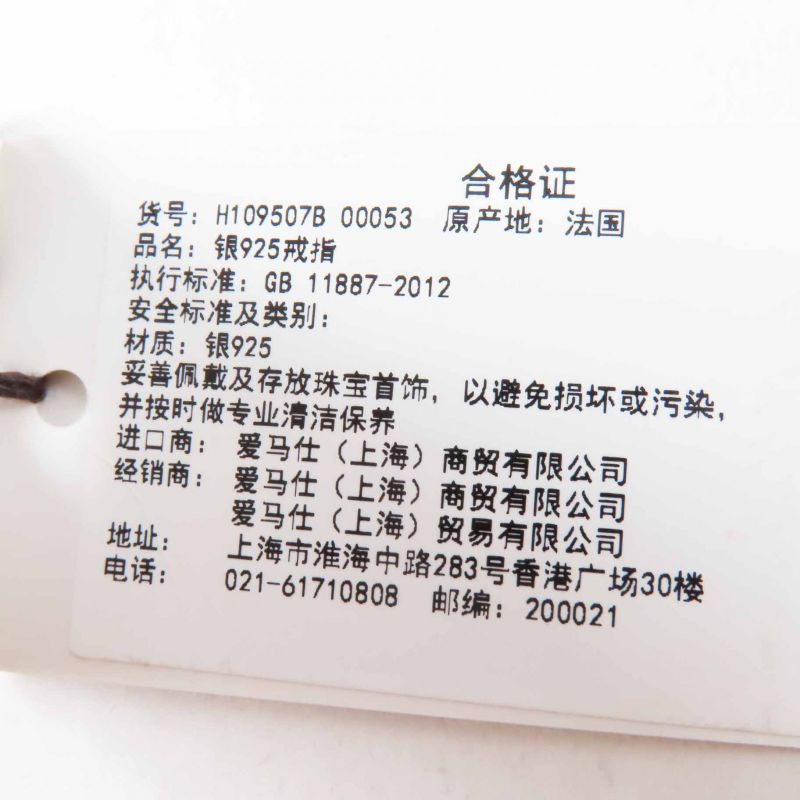 合格证
货号: H109507B 00053 原产地: 法国
品名: 银925戒指
执行标准: GB 11887-2012
安全标准及类别:
材质: 银925
妥善佩戴及存放珠宝首饰, 以避免损坏或污染,
并按时做专业清洁保养
进口商: 爱马仕（上海）商贸有限公司
经销商: 爱马仕（上海）商贸有限公司
爱马仕（上海）贸易有限公司
地址: 上海市淮海中路283号香港广场30楼
电话: 021-61710808 邮编: 200021